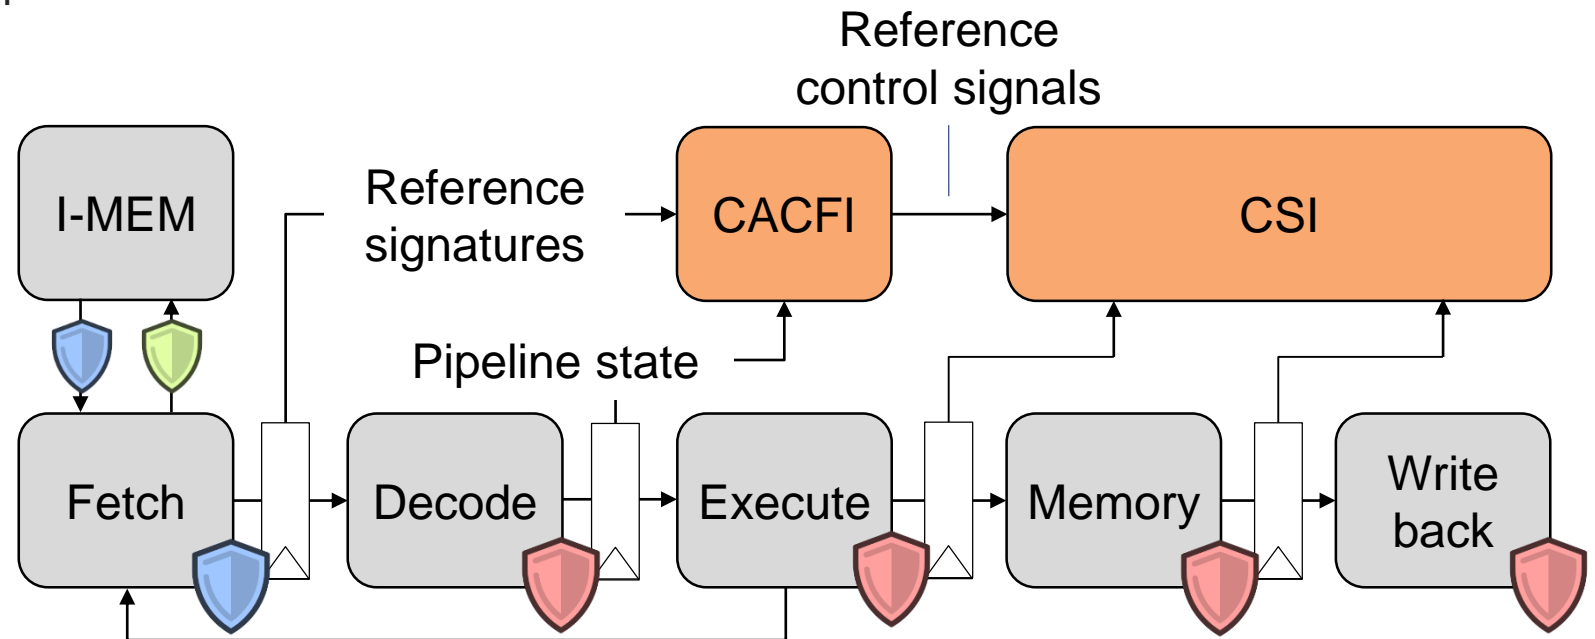 Reference
control signals
I-MEM
Reference
signatures
CACFI
CSI
Pipeline state
Fetch
Decode
Execute
Memory
Write
back